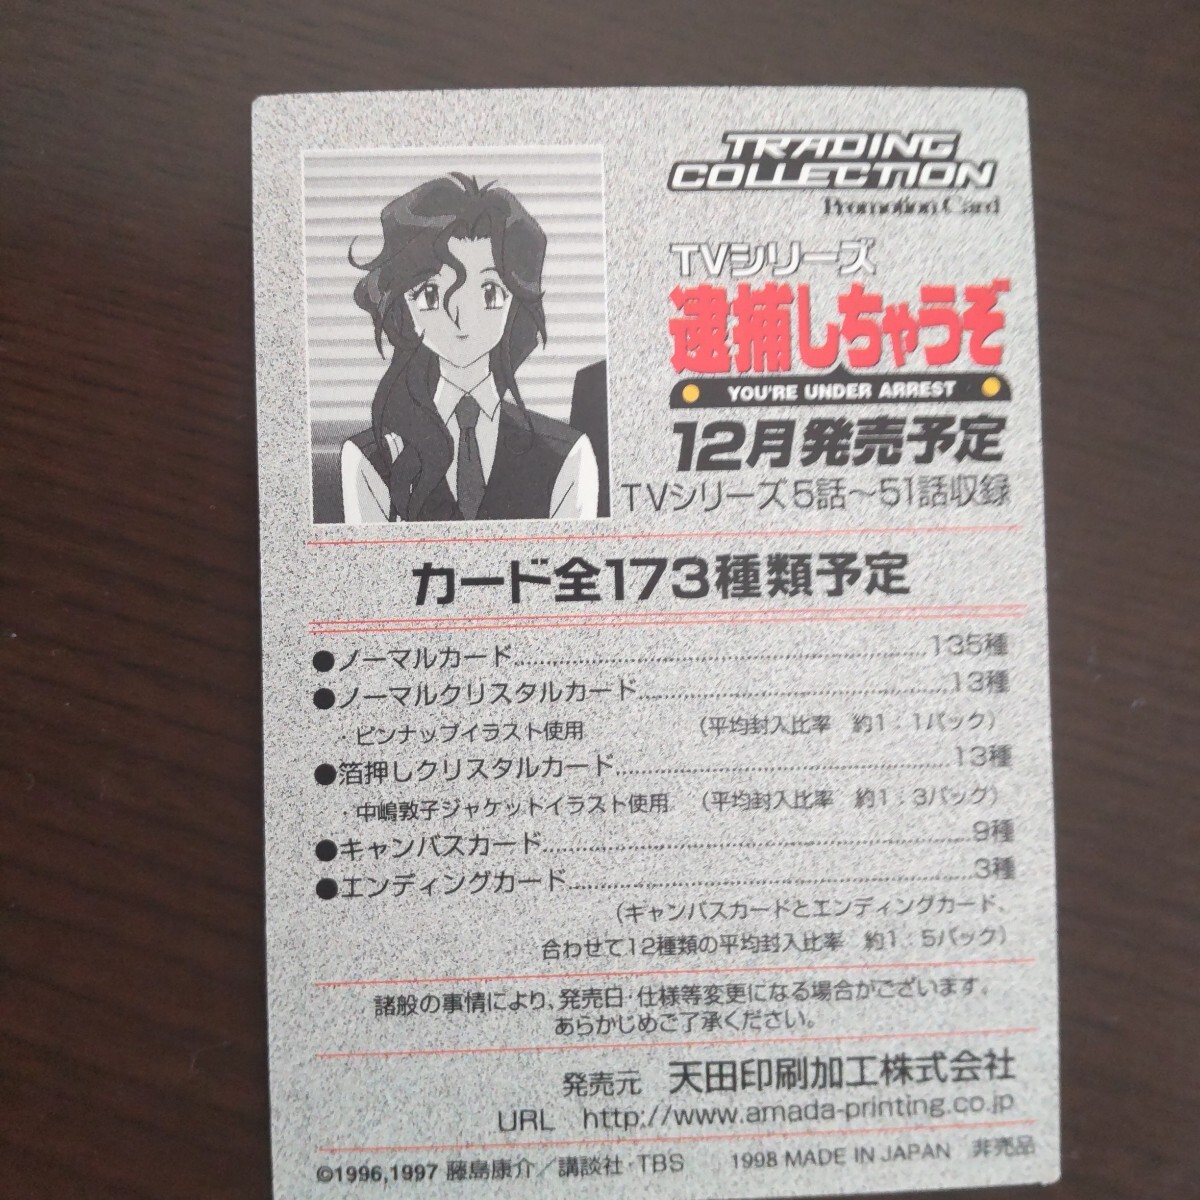 TRADING
COLLECTION
Promotion Card
TVシリーズ
逮捕しちゃうぞ
YOU'RE UNDER ARREST
12月発売予定
TVシリーズ5話～51話収録
カード全173種類予定
●ノーマルカード……135種
●ノーマルクリスタルカード……13種
・ピンナップイラスト使用 (平均封入比率 約1：1パック)
●箔押しクリスタルカード……13種
・中嶋敦子ジャケットイラスト使用 (平均封入比率 約1：3パック)
●キャンバスカード……9種
●エンディングカード……3種
(キャンバスカードとエンディングカード、
合わせて12種類の平均封入比率 約1：5パック)
諸般の事情により、発売日・仕様等変更になる場合がございます。
あらかじめご了承ください。
発売元 天田印刷加工株式会社
URL http://www.amada-printing.co.jp
©1996,1997 藤島康介／講談社・TBS 1998 MADE IN JAPAN 非売品